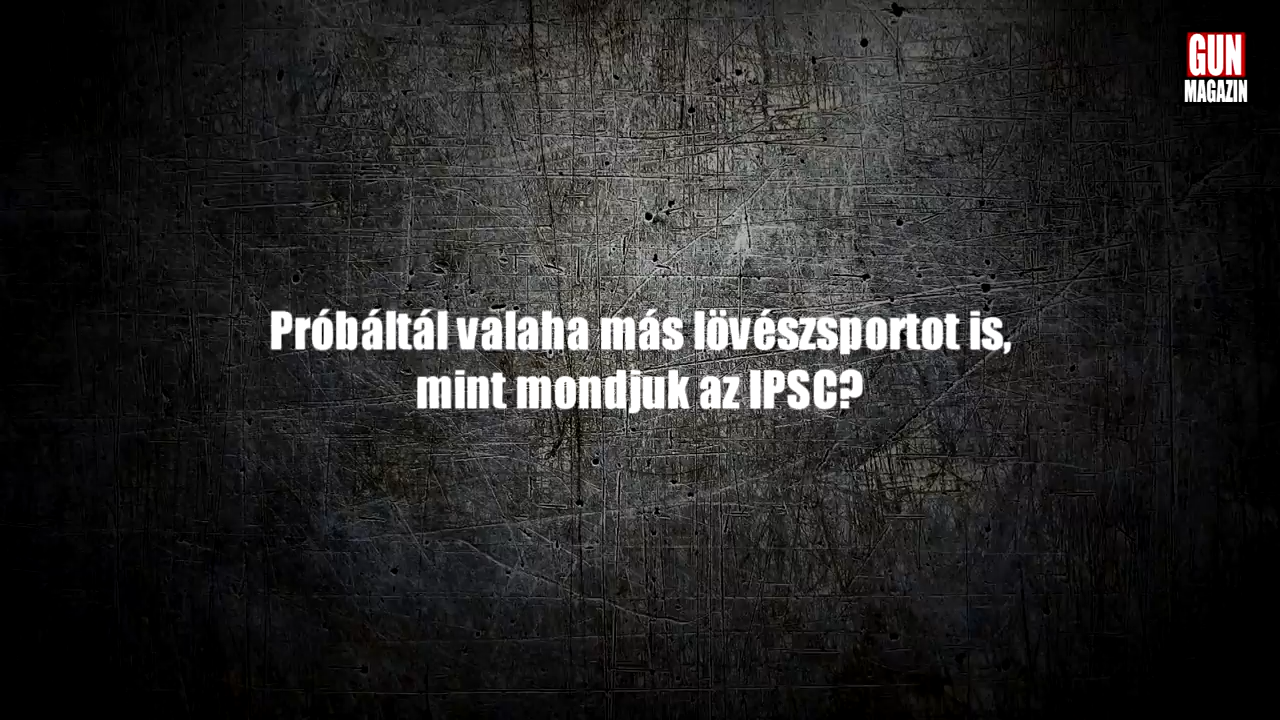 GUN
MAGAZIN
Próbáltál valaha más lövészsportot is,
mint mondjuk az IPSC?